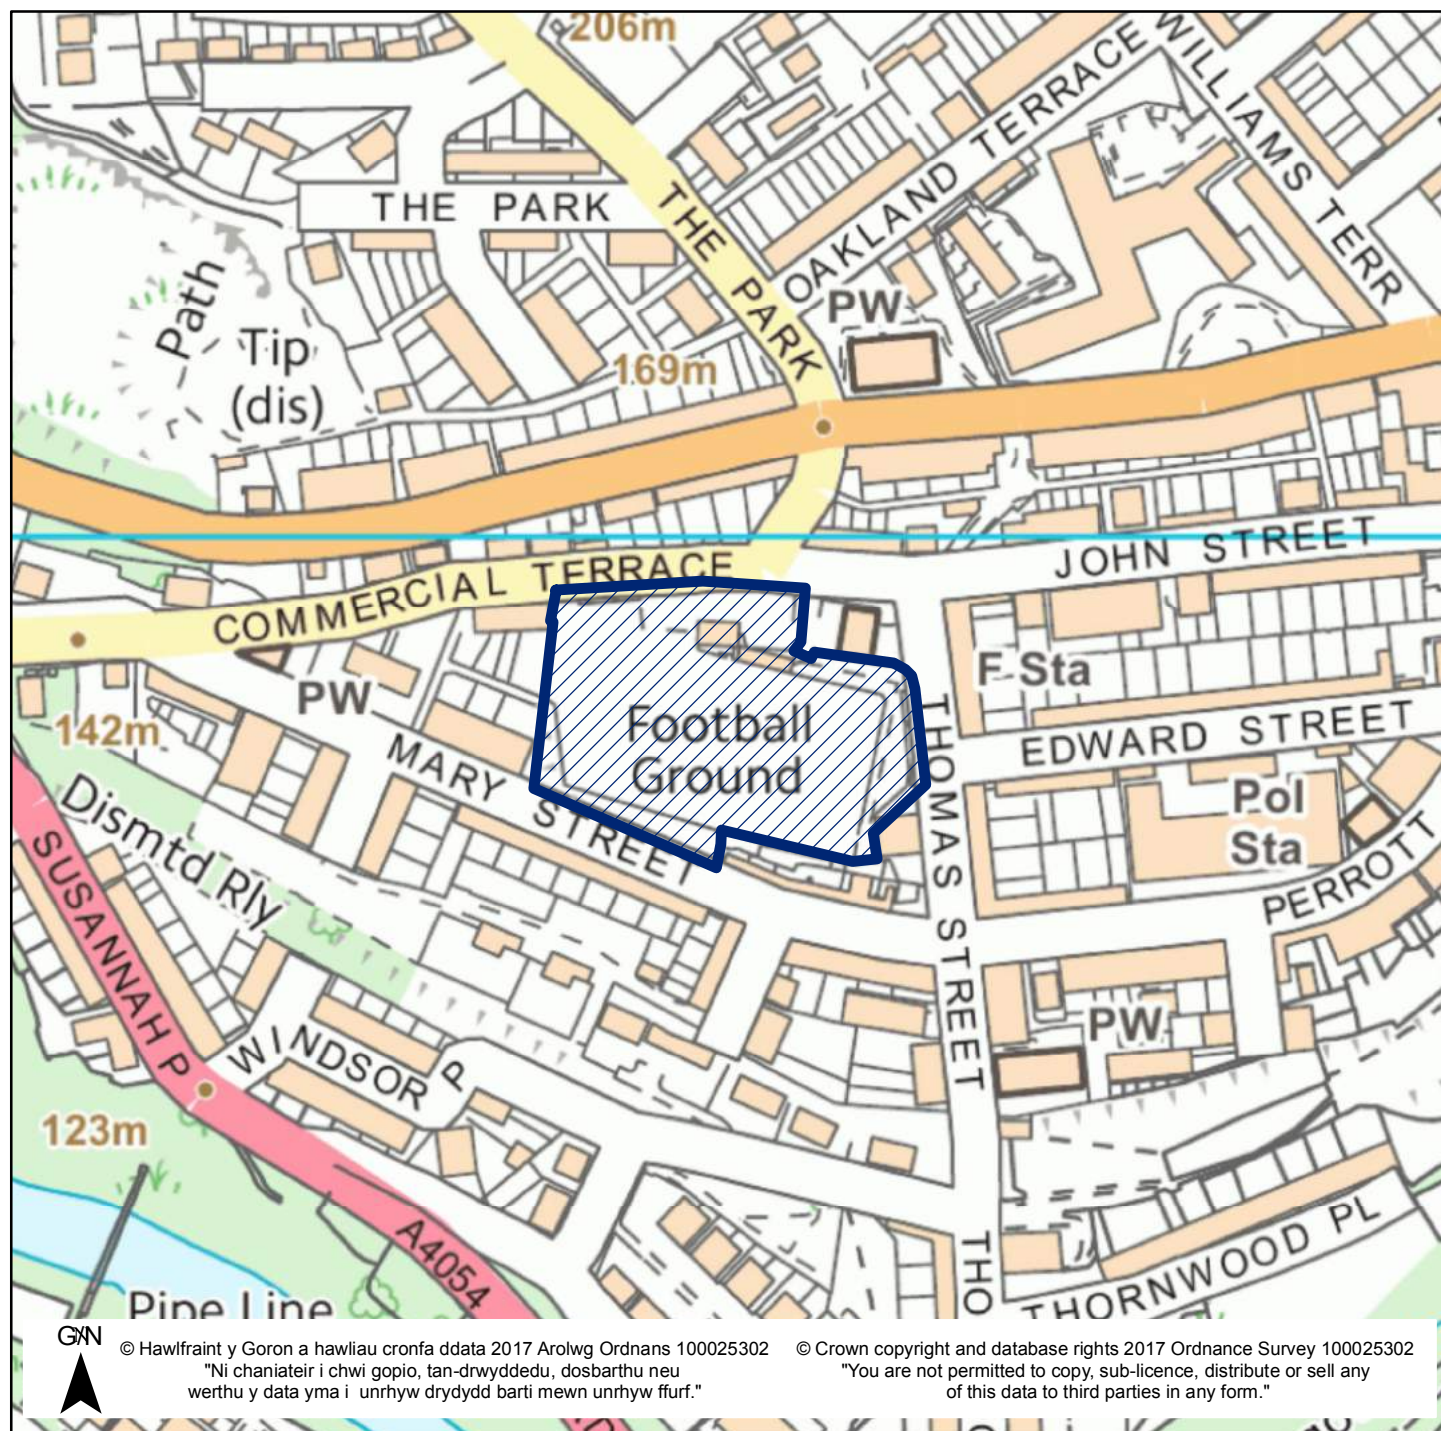 206m
WILLIAMS TERR
OAKLAND TERRACE
THE PARK
THE PARK
Path
Tip
(dis)
PW
169m
JOHN STREET
COMMERCIAL TERRACE
F Sta
PW
142m
Football
Ground
THOMAS STREET
EDWARD STREET
MARY STREET
Pol
Sta
Dismtd Rly
PERROTT
SUSANNAH P
PW
WINDSOR P
123m
A4054
THORNWOOD PL
THO
Pipe Line
© Hawlfraint y Goron a hawliau cronfa ddata 2017 Arolwg Ordnans 100025302
"Ni chaniateir i chwi gopio, tan-drwyddedu, dosbarthu neu
werthu y data yma i unrhyw drydydd barti mewn unrhyw ffurf."
© Crown copyright and database rights 2017 Ordnance Survey 100025302
"You are not permitted to copy, sub-licence, distribute or sell any
of this data to third parties in any form."